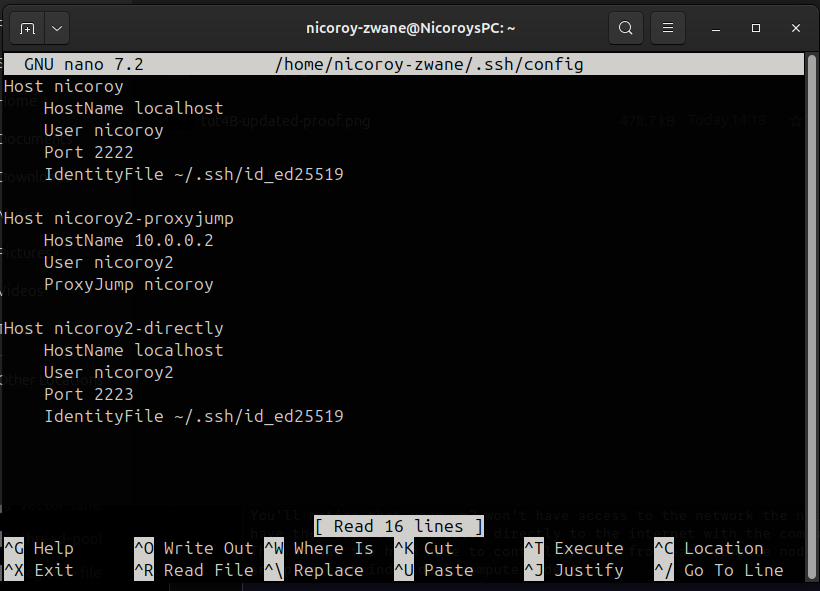 nicoroy-zwane@NicoroysPC: ~
GNU nano 7.2 /home/nicoroy-zwane/.ssh/config
Host nicoroy
HostName localhost
User nicoroy
Port 2222
IdentityFile ~/.ssh/id_ed25519
Host nicoroy2-proxyjump
HostName 10.0.0.2
User nicoroy2
ProxyJump nicoroy
Host nicoroy2-directly
HostName localhost
User nicoroy2
Port 2223
IdentityFile ~/.ssh/id_ed25519
[ Read 16 lines ]
^G Help ^O Write Out ^W Where Is ^K Cut ^T Execute ^C Location
^X Exit ^R Read File ^\ Replace ^U Paste ^J Justify ^/ Go To Line